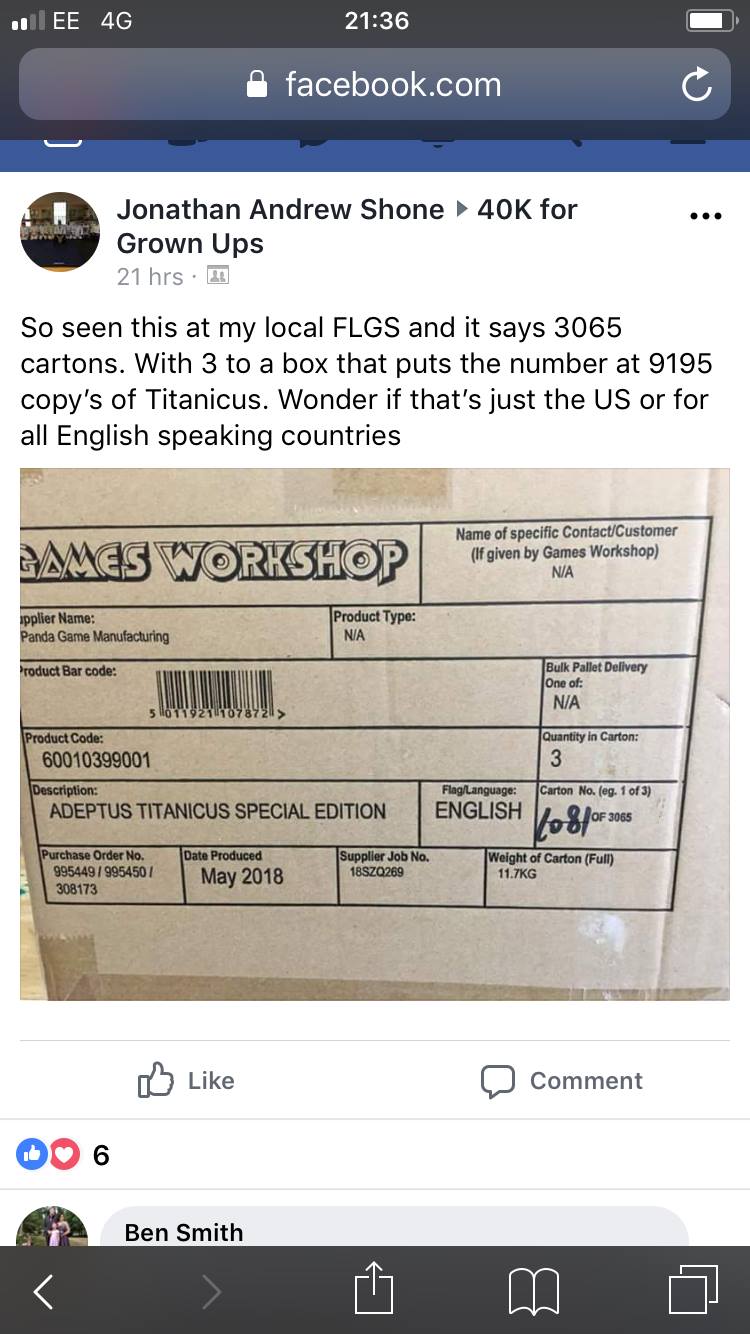 EE 4G 21:36
facebook.com
Jonathan Andrew Shone ▸ 40K for
Grown Ups
21 hrs ·
So seen this at my local FLGS and it says 3065
cartons. With 3 to a box that puts the number at 9195
copy’s of Titanicus. Wonder if that’s just the US or for
all English speaking countries
GAMES WORKSHOP
Name of specific Contact/Customer
(If given by Games Workshop)
N/A
upplier Name:
Panda Game Manufacturing
Product Type:
N/A
Product Bar code:
5 011921 107872 >
Bulk Pallet Delivery
One of:
N/A
Product Code:
60010399001
Quantity in Carton:
3
Description:
ADEPTUS TITANICUS SPECIAL EDITION
Flag/Language:
ENGLISH
Carton No. (eg. 1 of 3)
1081 OF 3065
Purchase Order No.
995449 / 995450 /
308173
Date Produced
May 2018
Supplier Job No.
18SZQ269
Weight of Carton (Full)
11.7KG
Like
Comment
6
Ben Smith